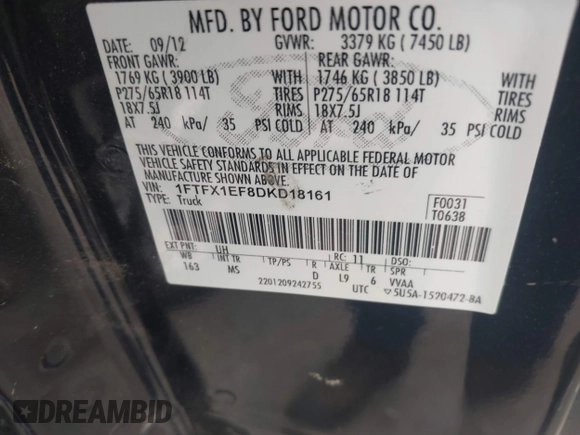 MFD. BY FORD MOTOR CO.
DATE: 09/12 GVWR: 3379 KG ( 7450 LB)
FRONT GAWR: REAR GAWR:
1769 KG ( 3900 LB) WITH 1746 KG ( 3850 LB) WITH
P275/65R18 114T TIRES P275/65R18 114T TIRES
18X7.5J RIMS 18X7.5J RIMS
AT 240 kPa/ 35 PSI COLD AT 240 kPa/ 35 PSI COLD
THIS VEHICLE CONFORMS TO ALL APPLICABLE FEDERAL MOTOR
VEHICLE SAFETY STANDARDS IN EFFECT ON THE DATE OF
MANUFACTURE SHOWN ABOVE.
VIN: 1FTFX1EF8DKD18161 F0031
TYPE: Truck T0638
EXT PNT: UH RC: 11 DSO:
WB INT TR TP/PS R AXLE TR SPR
163 MS D L9 6 VVAA
2201209242755 UTC ▽5U5A-1520472-BA
DREAMBID